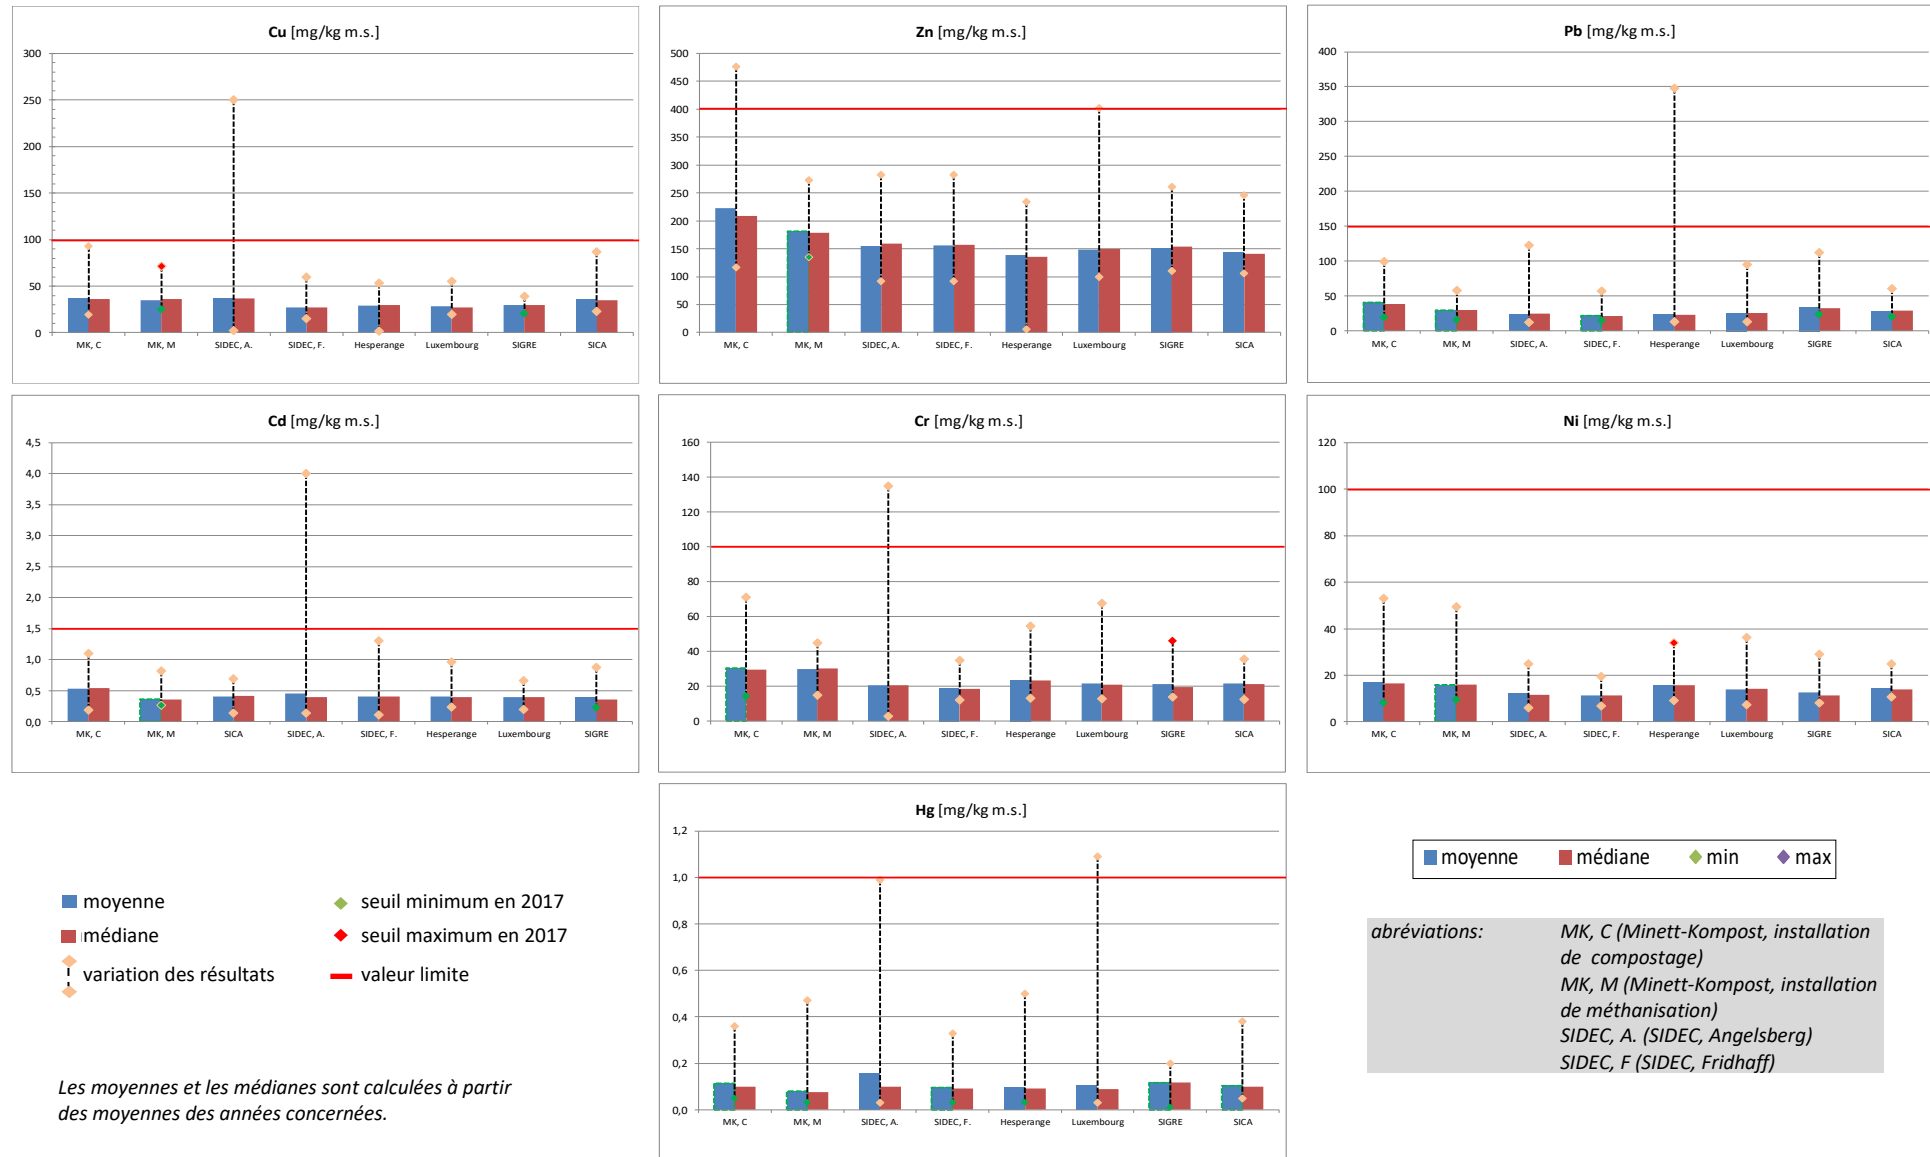 Cu [mg/kg m.s.]
300
250
200
150
100
50
0
MK, C MK, M SIDEC, A. SIDEC, F. Hesperange Luxembourg SIGRE SICA
Zn [mg/kg m.s.]
500
450
400
350
300
250
200
150
100
50
0
MK, C MK, M SIDEC, A. SIDEC, F. Hesperange Luxembourg SIGRE SICA
Pb [mg/kg m.s.]
400
350
300
250
200
150
100
50
0
MK, C MK, M SIDEC, A. SIDEC, F. Hesperange Luxembourg SIGRE SICA
Cd [mg/kg m.s.]
4,5
4,0
3,5
3,0
2,5
2,0
1,5
1,0
0,5
0,0
MK, C MK, M SICA SIDEC, A. SIDEC, F. Hesperange Luxembourg SIGRE
Cr [mg/kg m.s.]
160
140
120
100
80
60
40
20
0
MK, C MK, M SIDEC, A. SIDEC, F. Hesperange Luxembourg SIGRE SICA
Ni [mg/kg m.s.]
120
100
80
60
40
20
0
MK, C MK, M SIDEC, A. SIDEC, F. Hesperange Luxembourg SIGRE SICA
Hg [mg/kg m.s.]
1,2
1,0
0,8
0,6
0,4
0,2
0,0
MK, C MK, M SIDEC, A. SIDEC, F. Hesperange Luxembourg SIGRE SICA
moyenne seuil minimum en 2017
médiane seuil maximum en 2017
variation des résultats valeur limite
Les moyennes et les médianes sont calculées à partir
des moyennes des années concernées.
moyenne médiane min max
abréviations: MK, C (Minett-Kompost, installation
de compostage)
MK, M (Minett-Kompost, installation
de méthanisation)
SIDEC, A. (SIDEC, Angelsberg)
SIDEC, F (SIDEC, Fridhaff)